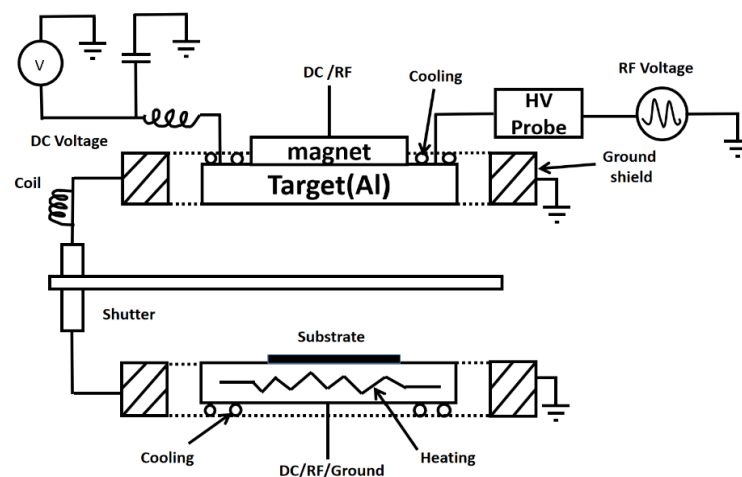 V
DC /RF
Cooling
RF Voltage
HV
Probe
DC Voltage
magnet
Target(Al)
Ground
shield
Coil
Shutter
Substrate
Cooling
DC/RF/Ground
Heating